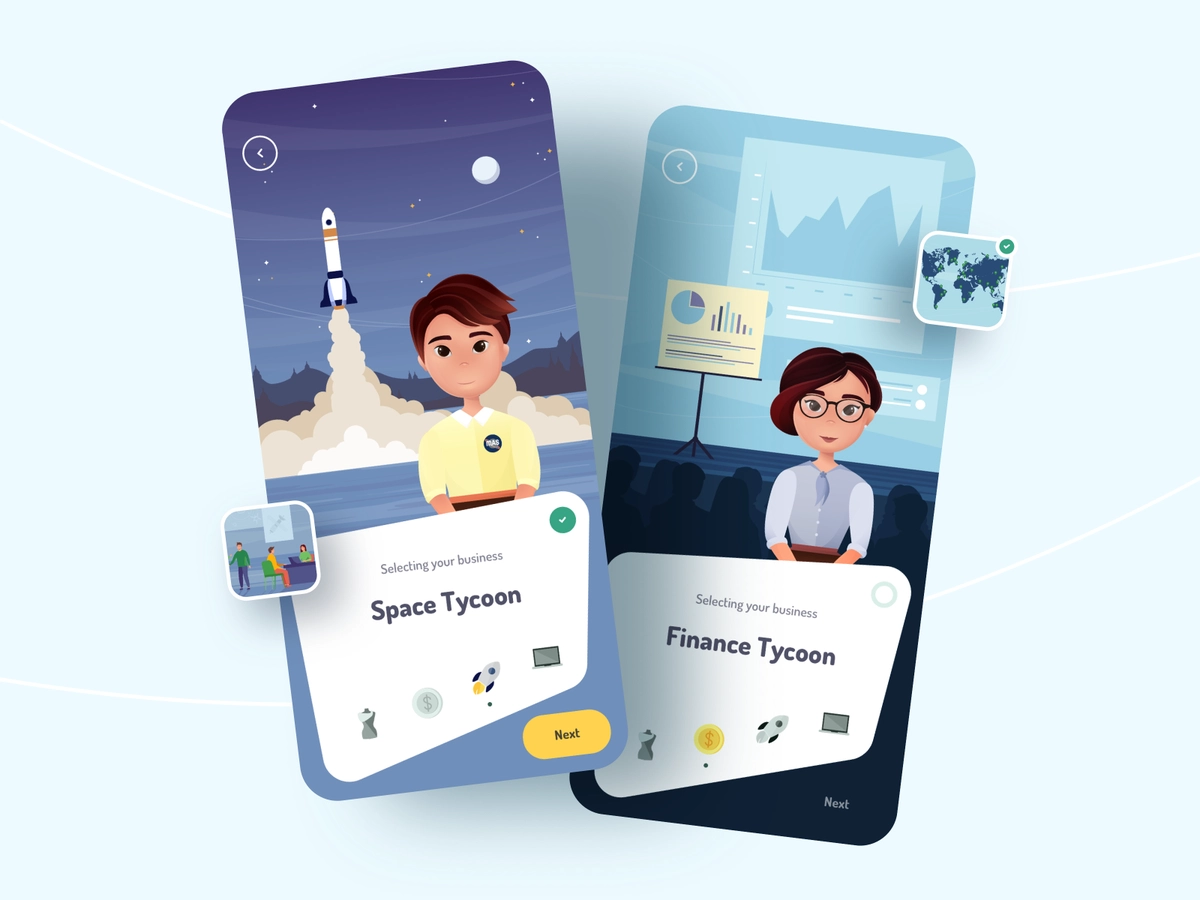 Selecting your business
Space Tycoon
$
Next
Selecting your business
Finance Tycoon
$
Next